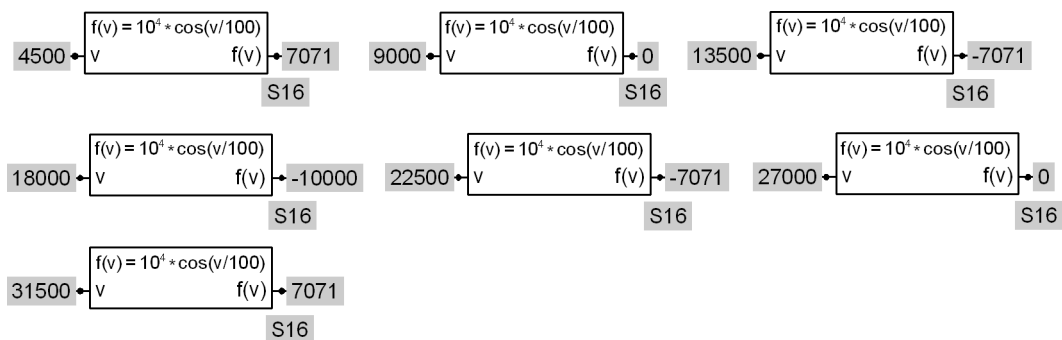 f(v) = 10⁴*cos(v/100)
4500 v f(v) 7071
S16
f(v) = 10⁴*cos(v/100)
9000 v f(v) 0
S16
f(v) = 10⁴*cos(v/100)
13500 v f(v) -7071
S16
f(v) = 10⁴*cos(v/100)
18000 v f(v) -10000
S16
f(v) = 10⁴*cos(v/100)
22500 v f(v) -7071
S16
f(v) = 10⁴*cos(v/100)
27000 v f(v) 0
S16
f(v) = 10⁴*cos(v/100)
31500 v f(v) 7071
S16